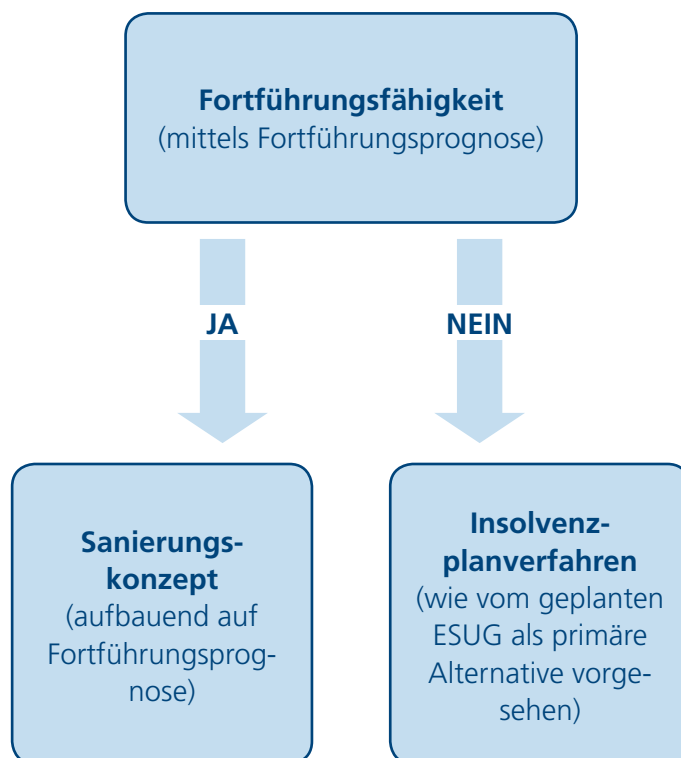 Fortführungsfähigkeit
(mittels Fortführungsprognose)
JA
NEIN
Sanierungs-
konzept
(aufbauend auf
Fortführungsprog-
nose)
Insolvenz-
planverfahren
(wie vom geplanten
ESUG als primäre
Alternative vorge-
sehen)